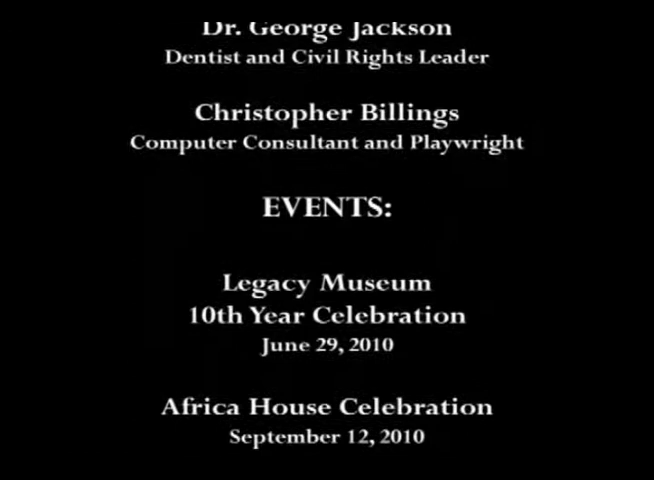 Dr. George Jackson
Dentist and Civil Rights Leader
Christopher Billings
Computer Consultant and Playwright
EVENTS:
Legacy Museum
10th Year Celebration
June 29, 2010
Africa House Celebration
September 12, 2010